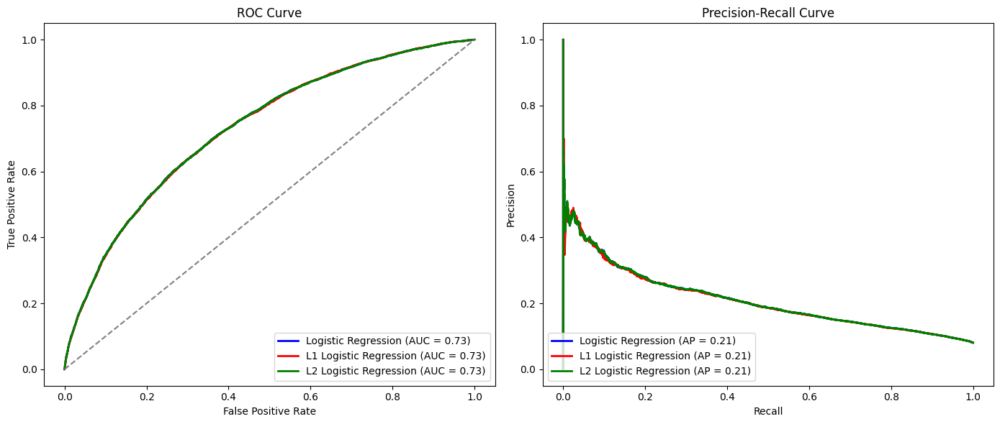 ROC Curve
1.0
0.8
0.6
0.4
0.2
0.0
True Positive Rate
Logistic Regression (AUC = 0.73)
L1 Logistic Regression (AUC = 0.73)
L2 Logistic Regression (AUC = 0.73)
0.0 0.2 0.4 0.6 0.8 1.0
False Positive Rate
Precision-Recall Curve
1.0
0.8
0.6
0.4
0.2
0.0
Precision
Logistic Regression (AP = 0.21)
L1 Logistic Regression (AP = 0.21)
L2 Logistic Regression (AP = 0.21)
0.0 0.2 0.4 0.6 0.8 1.0
Recall